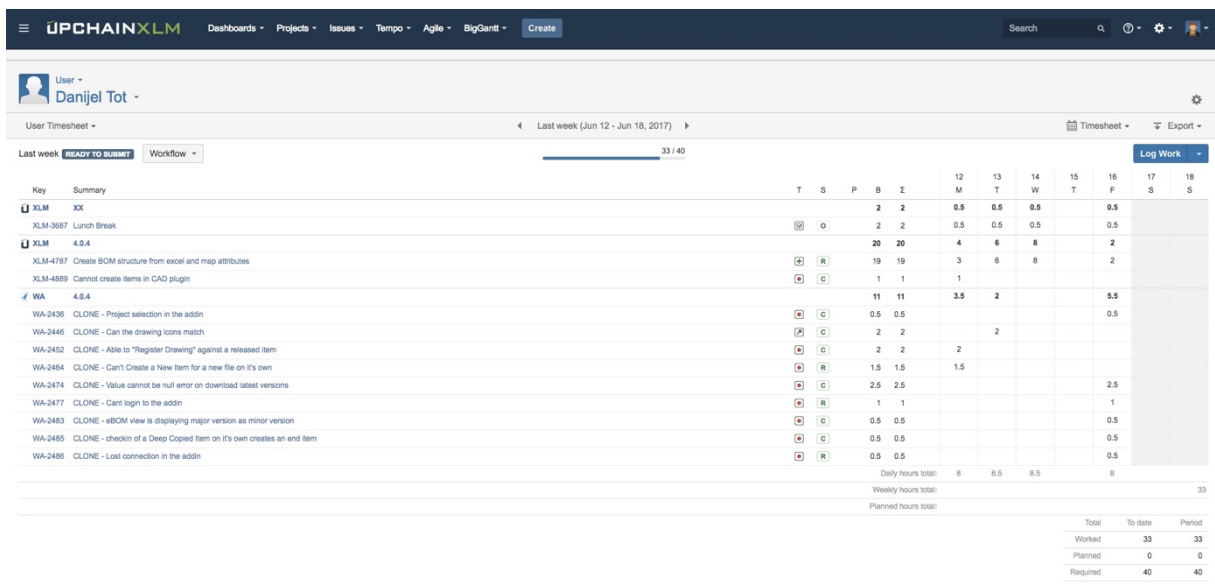 ÜPCHAINXLM Dashboards Projects Issues Tempo Agile BigGantt Create Search
User
Danijel Tot
User Timesheet Last week (Jun 12 - Jun 18, 2017) Timesheet Export
Last week READY TO SUBMIT Workflow 33 / 40 Log Work
12 13 14 15 16 17 18
Key Summary T S P B Σ M T W T F S S
XLM XX 2 2 0.5 0.5 0.5 0.5
XLM-3687 Lunch Break O 2 2 0.5 0.5 0.5 0.5
XLM 4.0.4 20 20 4 6 8 2
XLM-4787 Create BOM structure from excel and map attributes R 19 19 3 6 8 2
XLM-4889 Cannot create items in CAD plugin C 1 1 1
WA 4.0.4 11 11 3.5 2 5.5
WA-2436 CLONE - Project selection in the addin C 0.5 0.5 0.5
WA-2446 CLONE - Can the drawing icons match C 2 2 2
WA-2452 CLONE - Able to "Register Drawing" against a released item C 2 2 2
WA-2464 CLONE - Can't Create a New Item for a new file on it's own R 1.5 1.5 1.5
WA-2474 CLONE - Value cannot be null error on download latest versions C 2.5 2.5 2.5
WA-2477 CLONE - Cant login to the addin R 1 1 1
WA-2483 CLONE - eBOM view is displaying major version as minor version C 0.5 0.5 0.5
WA-2485 CLONE - checkin of a Deep Copied Item on it's own creates an end item C 0.5 0.5 0.5
WA-2486 CLONE - Lost connection in the addin R 0.5 0.5 0.5
Daily hours total: 8 8.5 8.5 8
Weekly hours total: 33
Planned hours total:
Total To date Period
Worked 33 33
Planned 0 0
Required 40 40